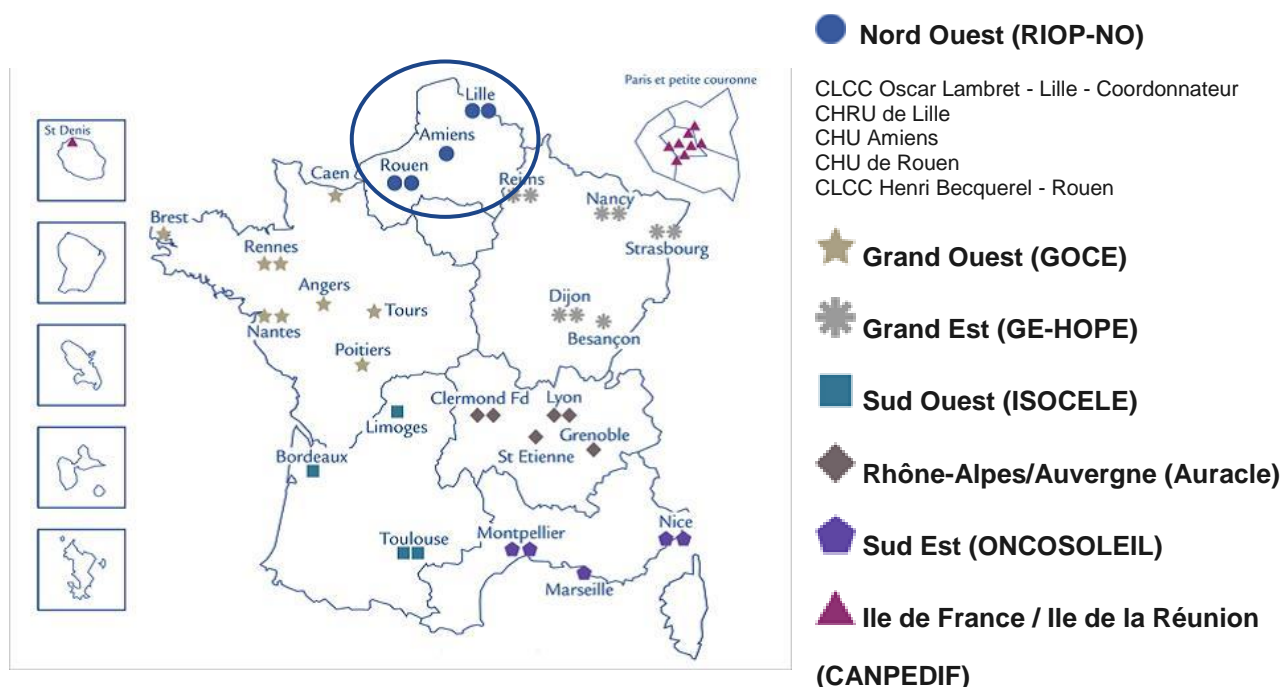 Paris et petite couronne
St Denis
Lille
Amiens
Rouen
Caen
Reims
Nancy
Brest
Strasbourg
Rennes
Angers
Dijon
Tours
Nantes
Besançon
Poitiers
Clermond Fd
Lyon
Limoges
Grenoble
St Etienne
Bordeaux
Toulouse
Montpellier
Nice
Marseille
Nord Ouest (RIOP-NO)
CLCC Oscar Lambret - Lille - Coordonnateur
CHRU de Lille
CHU Amiens
CHU de Rouen
CLCC Henri Becquerel - Rouen
Grand Ouest (GOCE)
Grand Est (GE-HOPE)
Sud Ouest (ISOCELE)
Rhône-Alpes/Auvergne (Auracle)
Sud Est (ONCOSOLEIL)
Ile de France / Ile de la Réunion
(CANPEDIF)